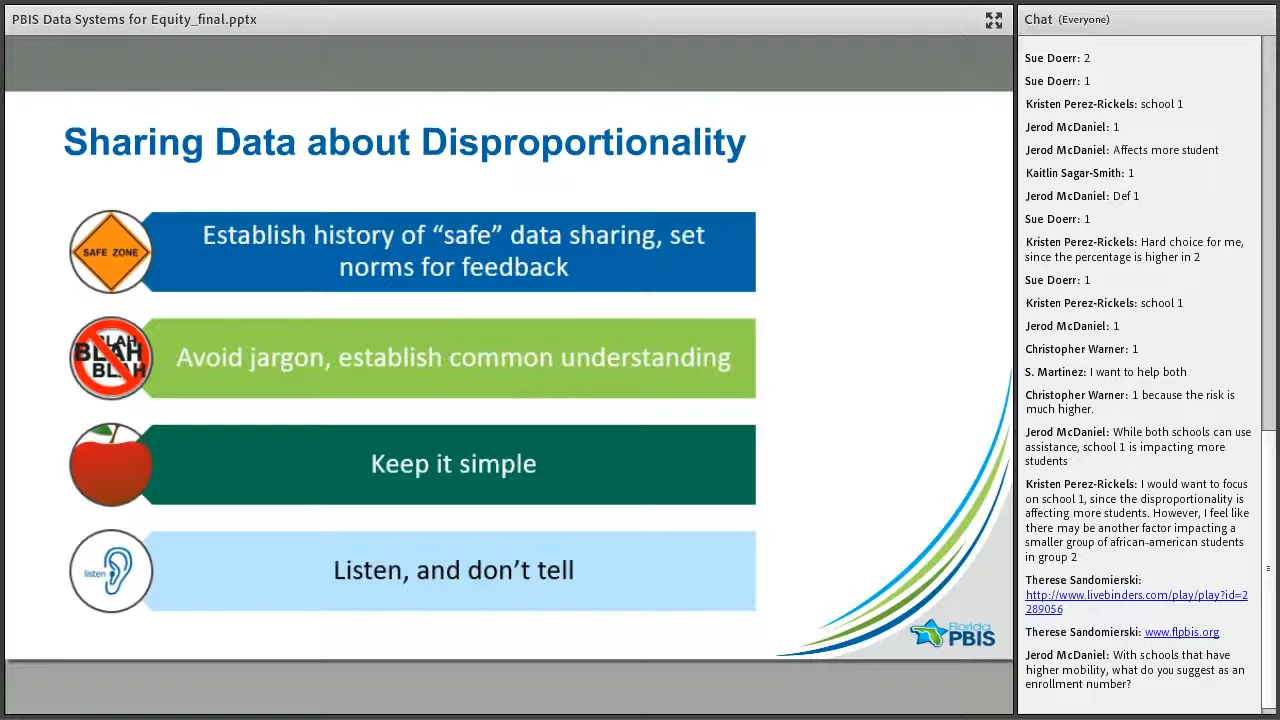 PBIS Data Systems for Equity_final.pptx
Sharing Data about Disproportionality
SAFE ZONE
Establish history of “safe” data sharing, set
norms for feedback
BLAH
BLAH
BLAH
Avoid jargon, establish common understanding
Keep it simple
listen
Listen, and don’t tell
Florida
PBIS
Chat (Everyone)
Sue Doerr: 2
Sue Doerr: 1
Kristen Perez-Rickels: school 1
Jerod McDaniel: 1
Jerod McDaniel: Affects more student
Kaitlin Sagar-Smith: 1
Jerod McDaniel: Def 1
Sue Doerr: 1
Kristen Perez-Rickels: Hard choice for me,
since the percentage is higher in 2
Sue Doerr: 1
Kristen Perez-Rickels: school 1
Jerod McDaniel: 1
Christopher Warner: 1
S. Martinez: I want to help both
Christopher Warner: 1 because the risk is
much higher.
Jerod McDaniel: While both schools can use
assistance, school 1 is impacting more
students
Kristen Perez-Rickels: I would want to focus
on school 1, since the disproportionality is
affecting more students. However, I feel like
there may be another factor impacting a
smaller group of african-american students
in group 2
Therese Sandomierski:
http://www.livebinders.com/play/play?id=2
289056
Therese Sandomierski: www.flpbis.org
Jerod McDaniel: With schools that have
higher mobility, what do you suggest as an
enrollment number?